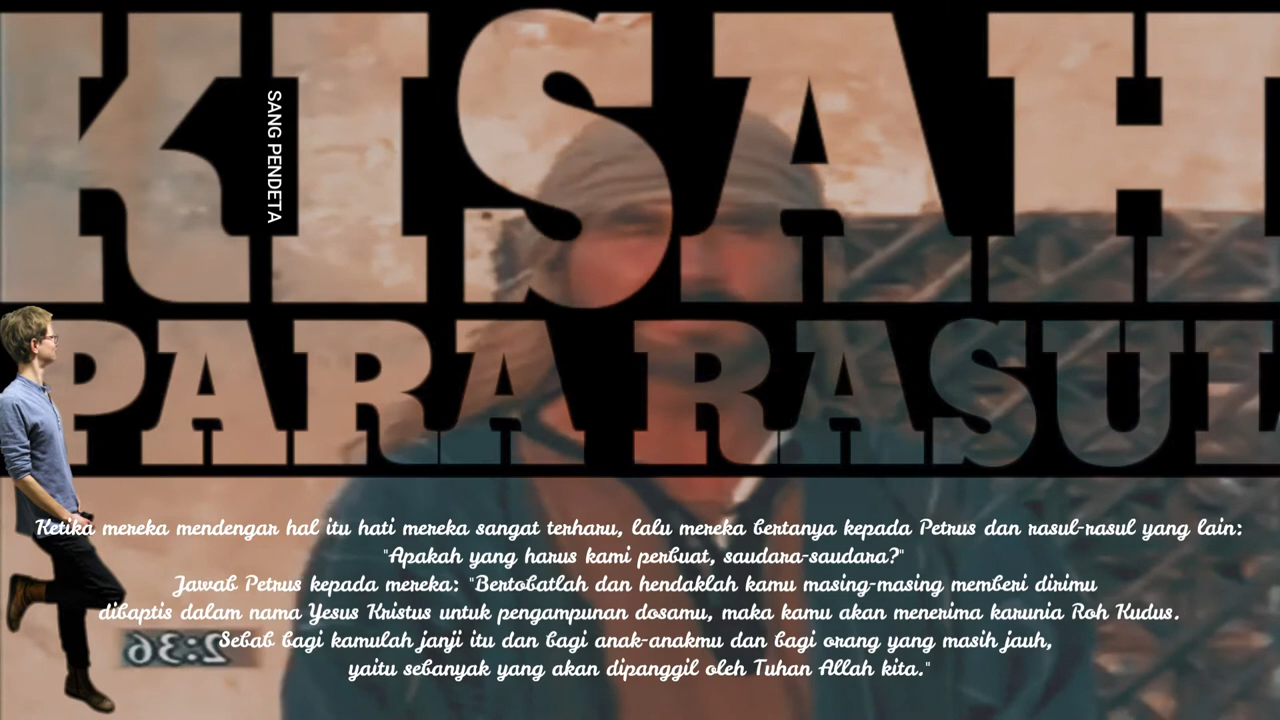 KISAH
SANG PENDETA
PARA RASUL
Ketika mereka mendengar hal itu hati mereka sangat terharu, lalu mereka bertanya kepada Petrus dan rasul-rasul yang lain:
"Apakah yang harus kami perbuat, saudara-saudara?"
Jawab Petrus kepada mereka: "Bertobatlah dan hendaklah kamu masing-masing memberi dirimu
dibaptis dalam nama Yesus Kristus untuk pengampunan dosamu, maka kamu akan menerima karunia Roh Kudus.
2:36
Sebab bagi kamulah janji itu dan bagi anak-anakmu dan bagi orang yang masih jauh,
yaitu sebanyak yang akan dipanggil oleh Tuhan Allah kita."